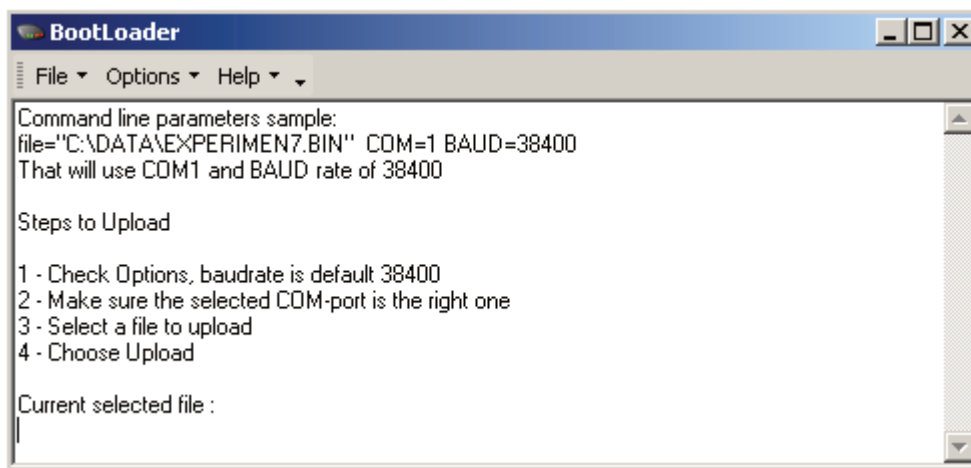 BootLoader
File Options Help
Command line parameters sample:
file="C:\DATA\EXPERIMEN7.BIN" COM=1 BAUD=38400
That will use COM1 and BAUD rate of 38400
Steps to Upload
1 - Check Options, baudrate is default 38400
2 - Make sure the selected COM-port is the right one
3 - Select a file to upload
4 - Choose Upload
Current selected file :